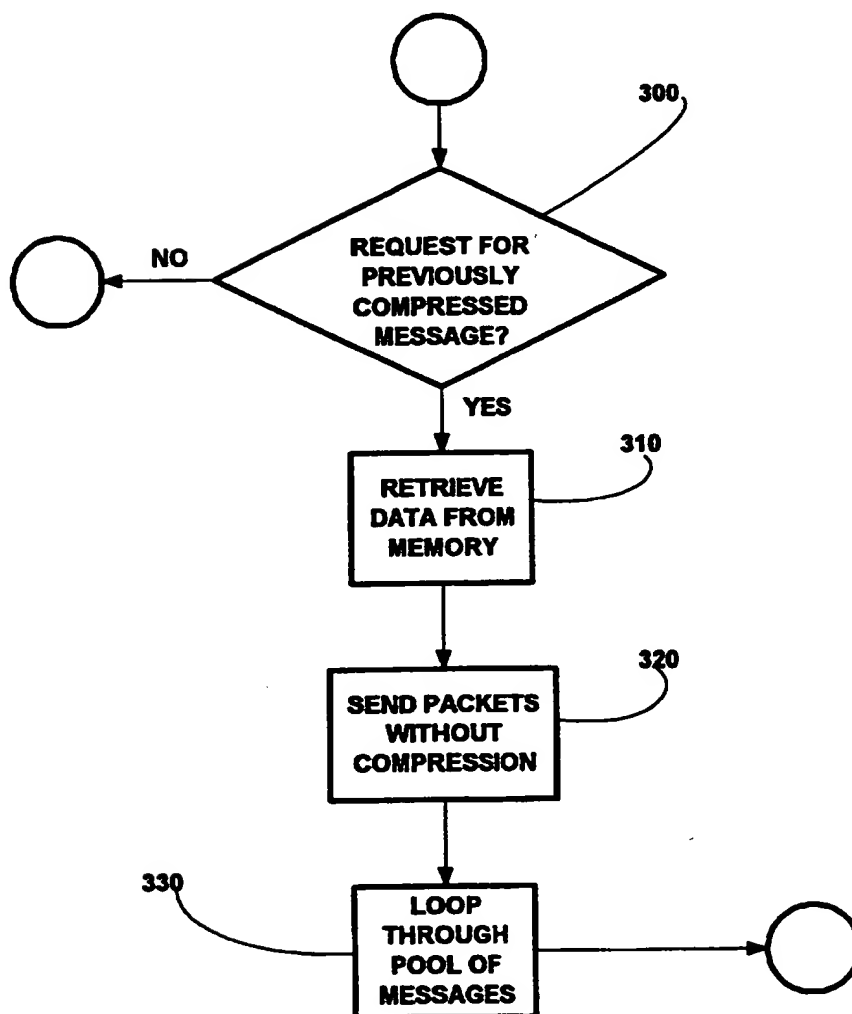 300
REQUEST FOR
PREVIOUSLY
COMPRESSED
MESSAGE?
NO
YES
310
RETRIEVE
DATA FROM
MEMORY
320
SEND PACKETS
WITHOUT
COMPRESSION
330
LOOP
THROUGH
POOL OF
MESSAGES